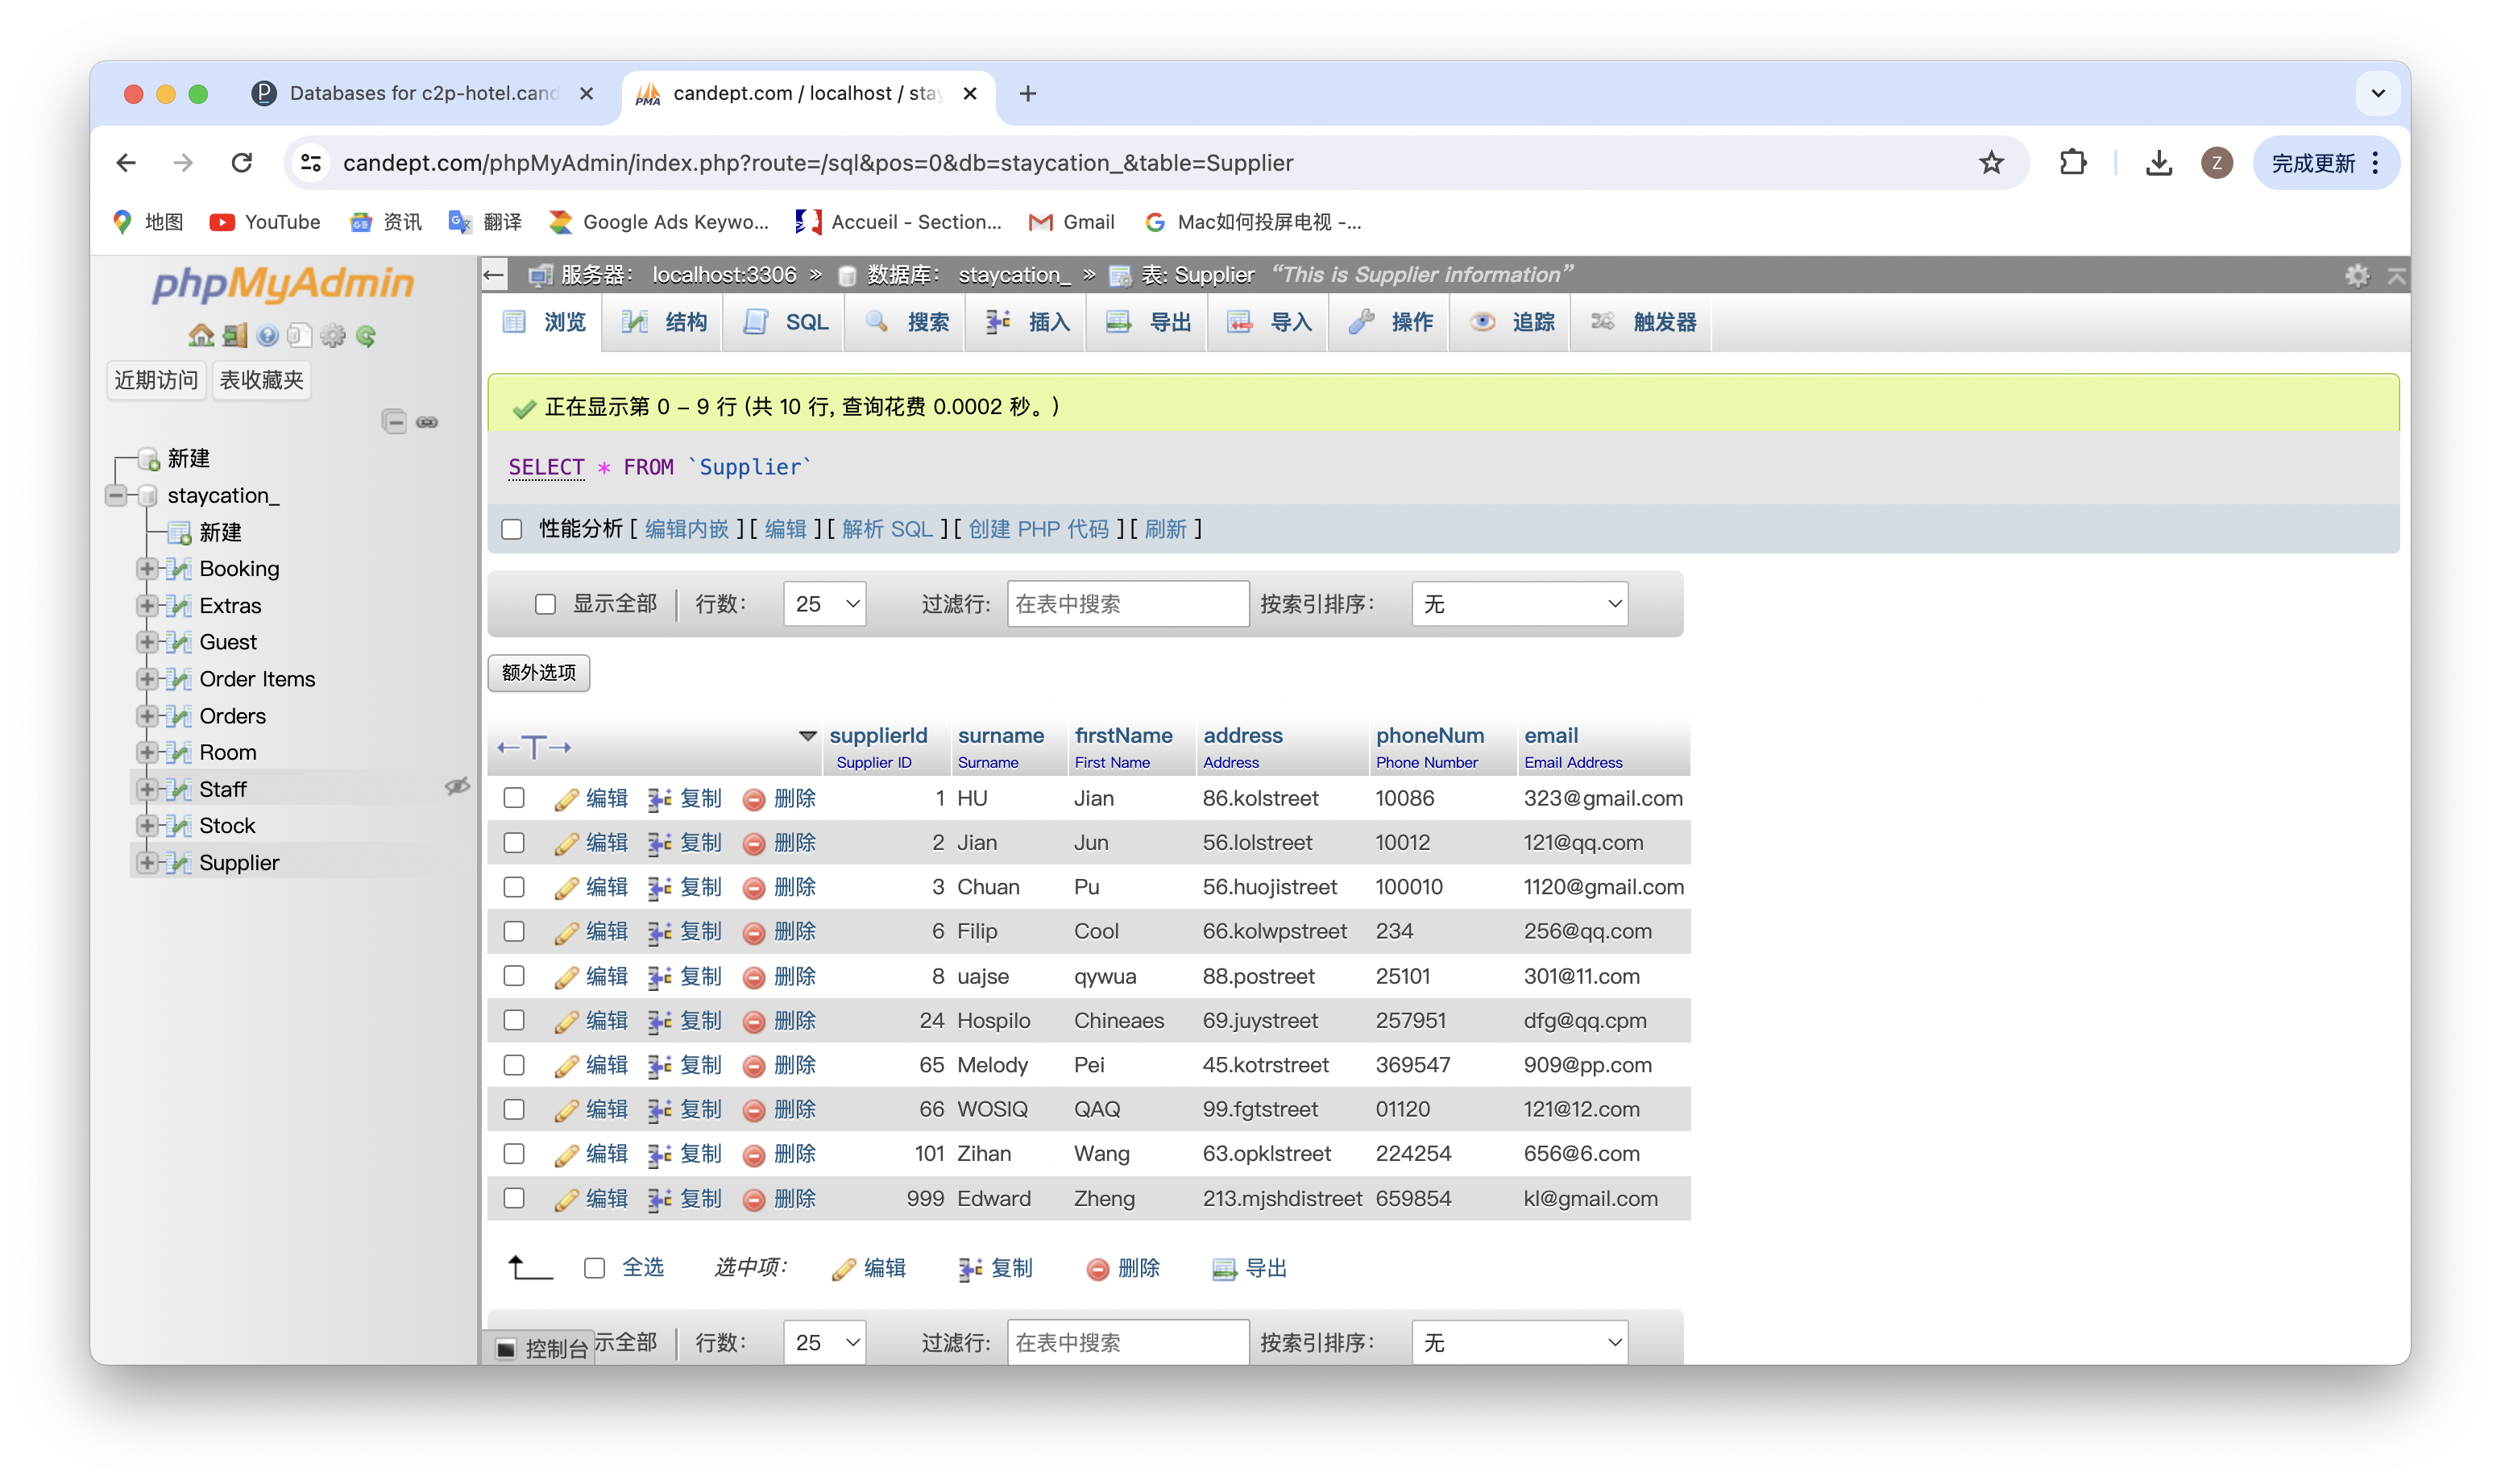 Databases for c2p-hotel.cand
candept.com / localhost / stay
candept.com/phpMyAdmin/index.php?route=/sql&pos=0&db=staycation_&table=Supplier
Z
完成更新
地图
YouTube
资讯
翻译
Google Ads Keywo...
Accueil - Section...
Gmail
Mac如何投屏电视 -...
phpMyAdmin
近期访问
表收藏夹
新建
staycation_
新建
Booking
Extras
Guest
Order Items
Orders
Room
Staff
Stock
Supplier
服务器： localhost:3306 » 数据库： staycation_ » 表: Supplier “This is Supplier information”
浏览 结构 SQL 搜索 插入 导出 导入 操作 追踪 触发器
正在显示第 0 – 9 行 (共 10 行, 查询花费 0.0002 秒。)
SELECT * FROM `Supplier`
性能分析 [ 编辑内嵌 ] [ 编辑 ] [ 解析 SQL ] [ 创建 PHP 代码 ] [ 刷新 ]
显示全部 行数： 25 过滤行: 在表中搜索 按索引排序： 无
额外选项
←T→ supplierId surname firstName address phoneNum email
Supplier ID Surname First Name Address Phone Number Email Address
编辑 复制 删除 1 HU Jian 86.kolstreet 10086 323@gmail.com
编辑 复制 删除 2 Jian Jun 56.lolstreet 10012 121@qq.com
编辑 复制 删除 3 Chuan Pu 56.huojistreet 100010 1120@gmail.com
编辑 复制 删除 6 Filip Cool 66.kolwpstreet 234 256@qq.com
编辑 复制 删除 8 uajse qywua 88.postreet 25101 301@11.com
编辑 复制 删除 24 Hospilo Chineaes 69.juystreet 257951 dfg@qq.cpm
编辑 复制 删除 65 Melody Pei 45.kotrstreet 369547 909@pp.com
编辑 复制 删除 66 WOSIQ QAQ 99.fgtstreet 01120 121@12.com
编辑 复制 删除 101 Zihan Wang 63.opklstreet 224254 656@6.com
编辑 复制 删除 999 Edward Zheng 213.mjshdistreet 659854 kl@gmail.com
全选 选中项： 编辑 复制 删除 导出
示全部 行数： 25 过滤行: 在表中搜索 按索引排序： 无
控制台